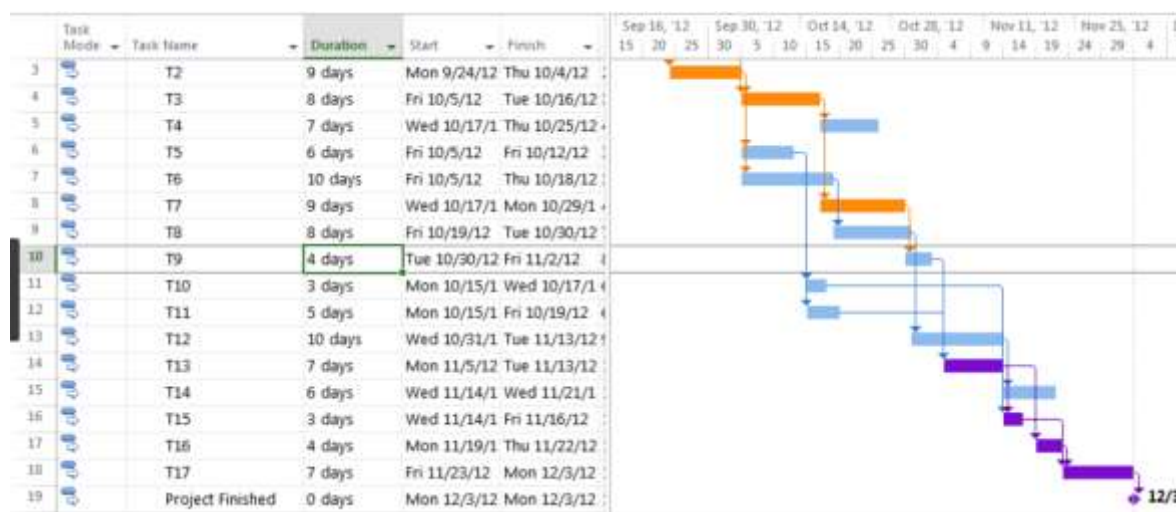 Task Mode Task Name Duration Start Finish Sep 16, '12 Sep 30, '12 Oct 14, '12 Oct 28, '12 Nov 11, '12 Nov 25, '12
15 20 25 30 5 10 15 20 25 30 4 9 14 19 24 29 4
3 T2 9 days Mon 9/24/12 Thu 10/4/12
4 T3 8 days Fri 10/5/12 Tue 10/16/12
5 T4 7 days Wed 10/17/1 Thu 10/25/12
6 T5 6 days Fri 10/5/12 Fri 10/12/12
7 T6 10 days Fri 10/5/12 Thu 10/18/12
8 T7 9 days Wed 10/17/1 Mon 10/29/1
9 T8 8 days Fri 10/19/12 Tue 10/30/12
10 T9 4 days Tue 10/30/12 Fri 11/2/12
11 T10 3 days Mon 10/15/1 Wed 10/17/1
12 T11 5 days Mon 10/15/1 Fri 10/19/12
13 T12 10 days Wed 10/31/1 Tue 11/13/12
14 T13 7 days Mon 11/5/12 Tue 11/13/12
15 T14 6 days Wed 11/14/1 Wed 11/21/1
16 T15 3 days Wed 11/14/1 Fri 11/16/12
17 T16 4 days Mon 11/19/1 Thu 11/22/12
18 T17 7 days Fri 11/23/12 Mon 12/3/12
19 Project Finished 0 days Mon 12/3/12 Mon 12/3/12